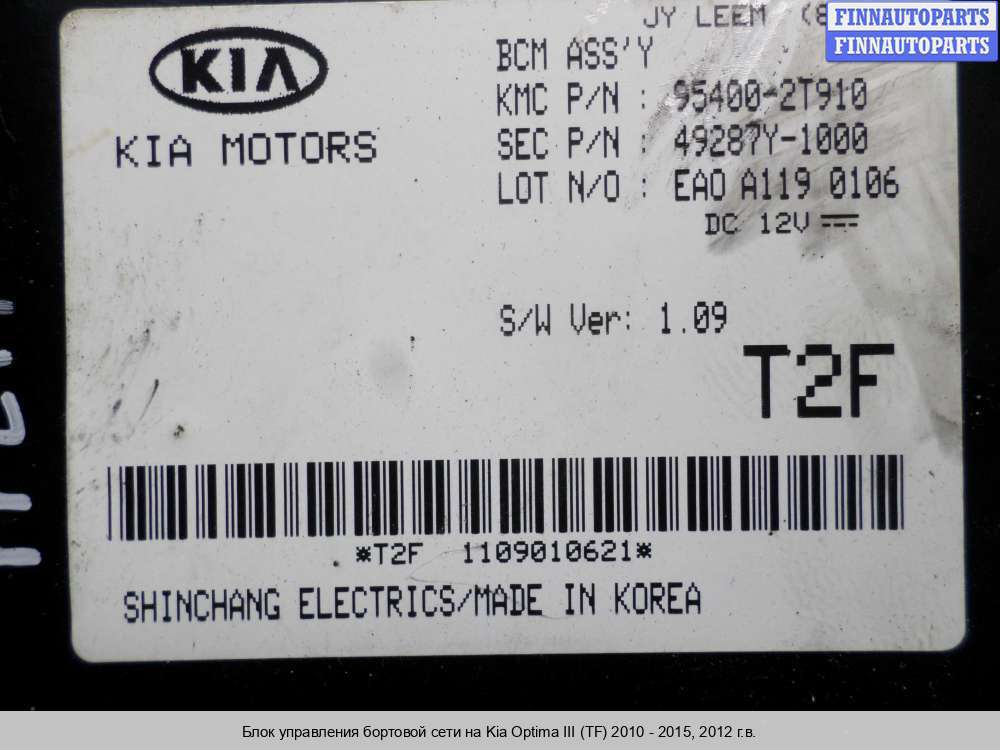 JY LEEM (8
FINNAUTOPARTS
FINNAUTOPARTS
KIA
KIA MOTORS
BCM ASS'Y
KMC P/N : 95400-2T910
SEC P/N : 49287Y-1000
LOT N/O : EAO A119 0106
DC 12V
S/W Ver: 1.09
T2F
*T2F 1109010621*
SHINCHANG ELECTRICS/MADE IN KOREA
Блок управления бортовой сети на Kia Optima III (TF) 2010 - 2015, 2012 г.в.